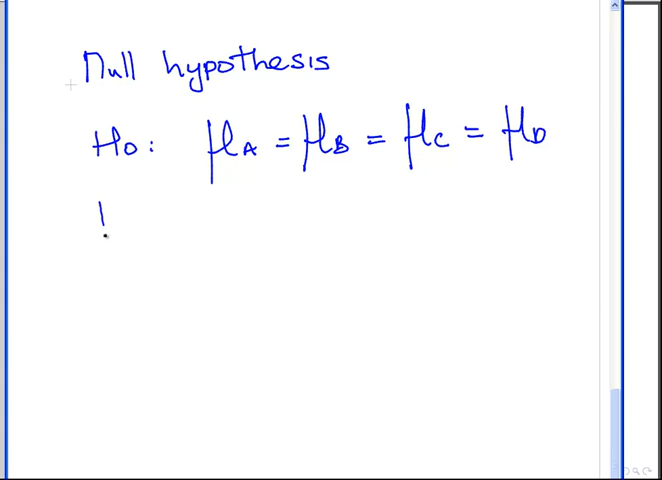 Null hypothesis
H0: μA = μB = μC = μD